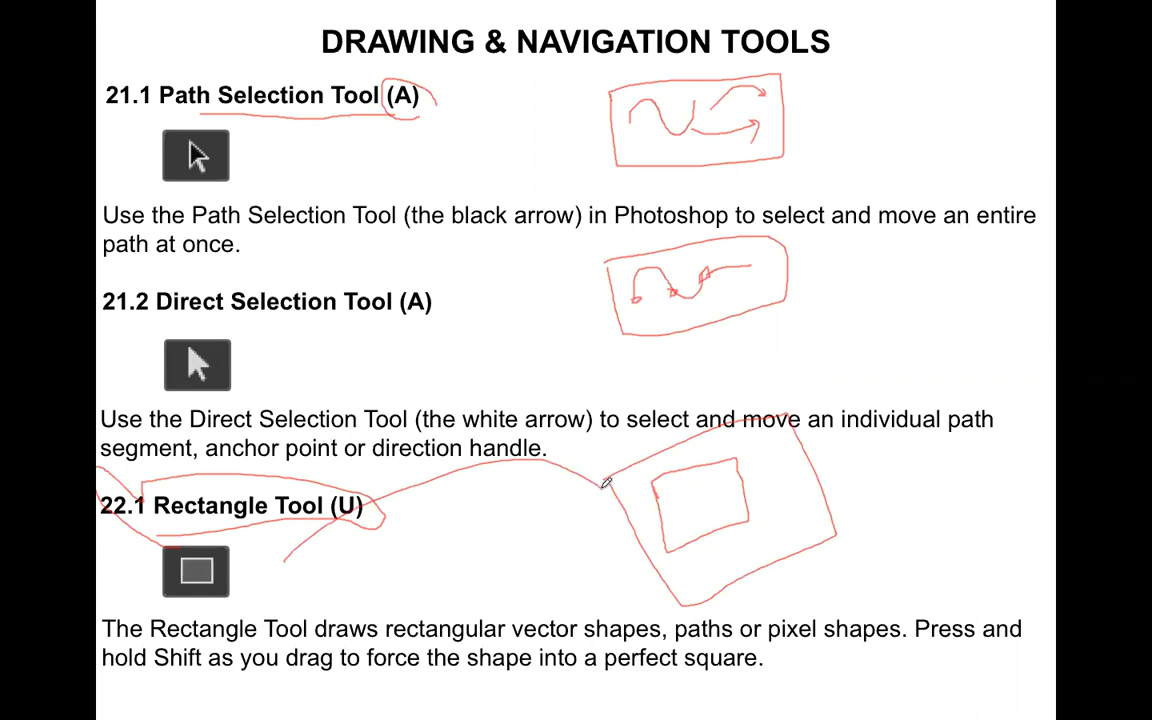 DRAWING & NAVIGATION TOOLS
21.1 Path Selection Tool (A)
Use the Path Selection Tool (the black arrow) in Photoshop to select and move an entire
path at once.
21.2 Direct Selection Tool (A)
Use the Direct Selection Tool (the white arrow) to select and move an individual path
segment, anchor point or direction handle.
22.1 Rectangle Tool (U)
The Rectangle Tool draws rectangular vector shapes, paths or pixel shapes. Press and
hold Shift as you drag to force the shape into a perfect square.